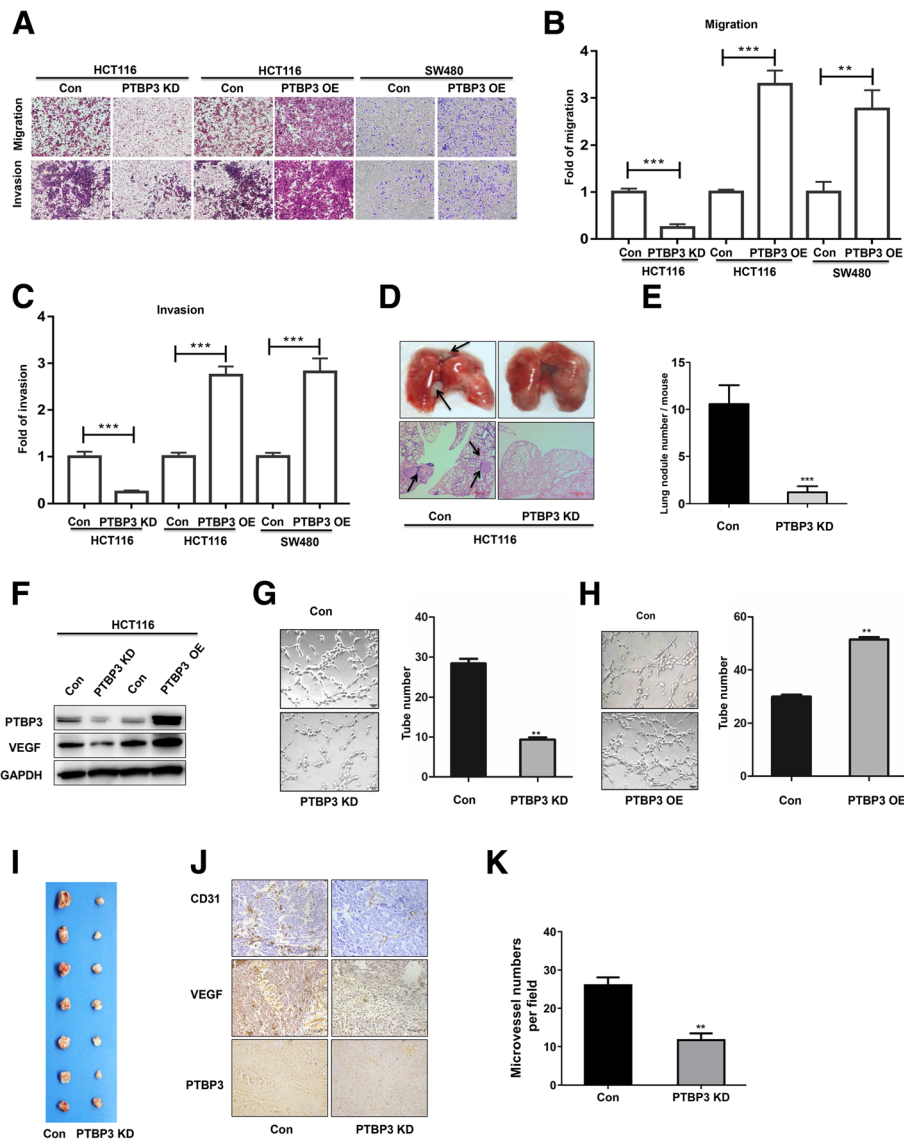 A
HCT116 HCT116 SW480
Con PTBP3 KD Con PTBP3 OE Con PTBP3 OE
Migration
Invasion
B
Migration
Fold of migration
4
3
2
1
0
***
***
**
Con PTBP3 KD Con PTBP3 OE Con PTBP3 OE
HCT116 HCT116 SW480
C
Invasion
Fold of invasion
4
3
2
1
0
***
***
***
Con PTBP3 KD Con PTBP3 OE Con PTBP3 OE
HCT116 HCT116 SW480
D
Con PTBP3 KD
HCT116
E
Lung nodule number / mouse
15
10
5
0
***
Con PTBP3 KD
F
HCT116
Con PTBP3 KD Con PTBP3 OE
PTBP3
VEGF
GAPDH
G
Con
PTBP3 KD
Tube number
40
30
20
10
0
**
Con PTBP3 KD
H
Con
PTBP3 OE
Tube number
60
40
20
0
**
Con PTBP3 OE
I
Con PTBP3 KD
J
CD31
VEGF
PTBP3
Con PTBP3 KD
K
Microvessel numbers
per field
40
30
20
10
0
**
Con PTBP3 KD